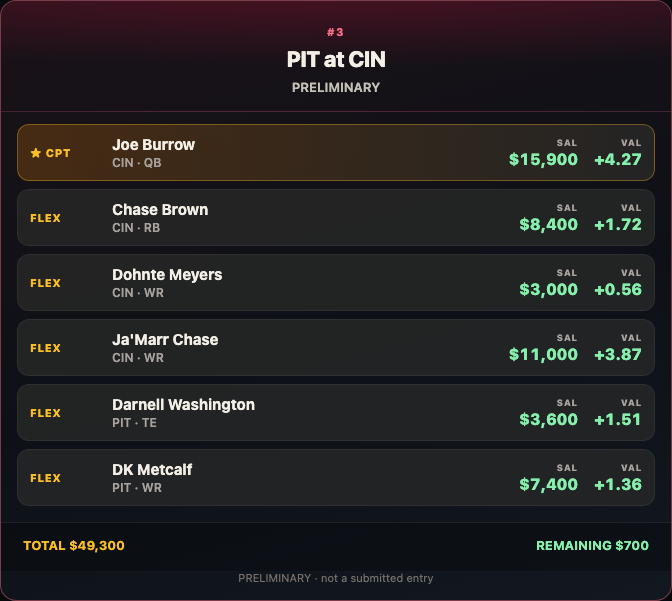 #3
PIT at CIN
PRELIMINARY
★ CPT
Joe Burrow
CIN · QB
SAL
$15,900
VAL
+4.27
FLEX
Chase Brown
CIN · RB
SAL
$8,400
VAL
+1.72
FLEX
Dohnte Meyers
CIN · WR
SAL
$3,000
VAL
+0.56
FLEX
Ja'Marr Chase
CIN · WR
SAL
$11,000
VAL
+3.87
FLEX
Darnell Washington
PIT · TE
SAL
$3,600
VAL
+1.51
FLEX
DK Metcalf
PIT · WR
SAL
$7,400
VAL
+1.36
TOTAL $49,300
REMAINING $700
PRELIMINARY · not a submitted entry